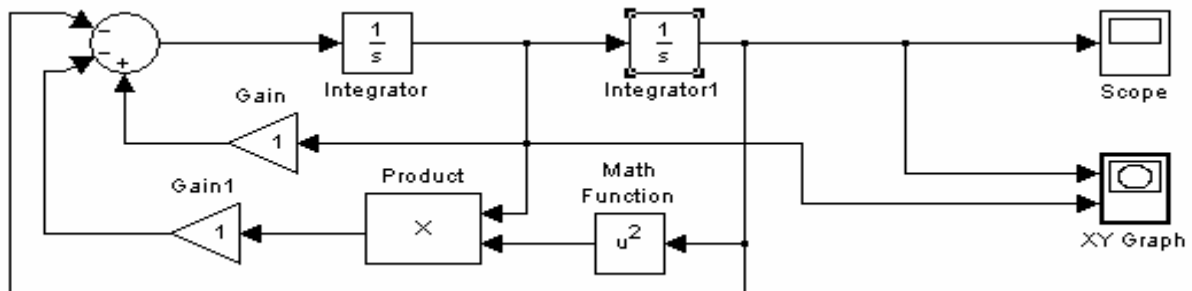 1
s
Integrator
1
s
Integrator1
Scope
Gain
1
Gain1
1
Product
×
Math
Function
u²
XY Graph
−
−
+